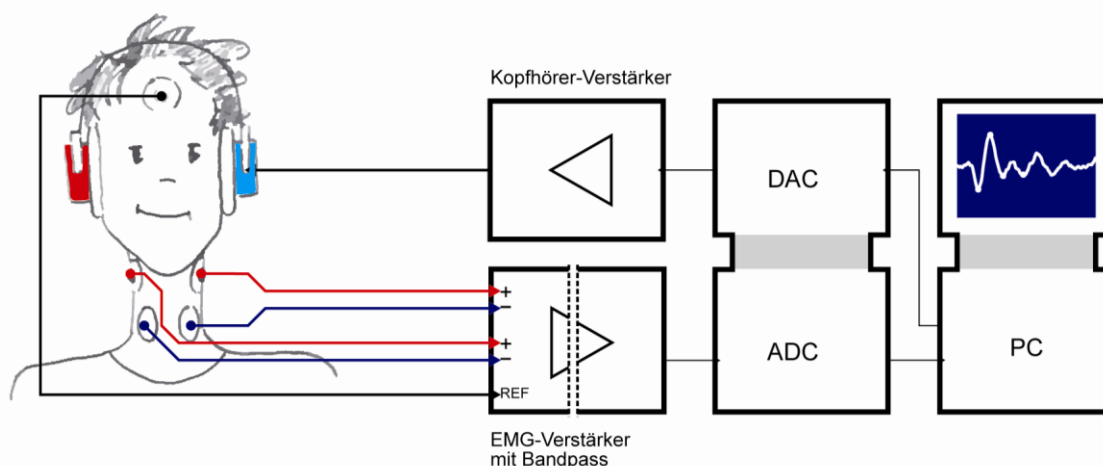 Kopfhörer-Verstärker
DAC
+
−
+
−
REF
ADC
PC
EMG-Verstärker
mit Bandpass